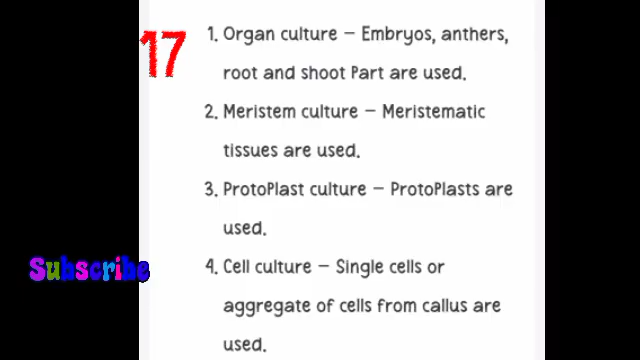 17
1. Organ culture – Embryos, anthers,
root and shoot Part are used.
2. Meristem culture – Meristematic
tissues are used.
3. ProtoPlast culture – ProtoPlasts are
used.
Subscribe
4. Cell culture – Single cells or
aggregate of cells from callus are
used.